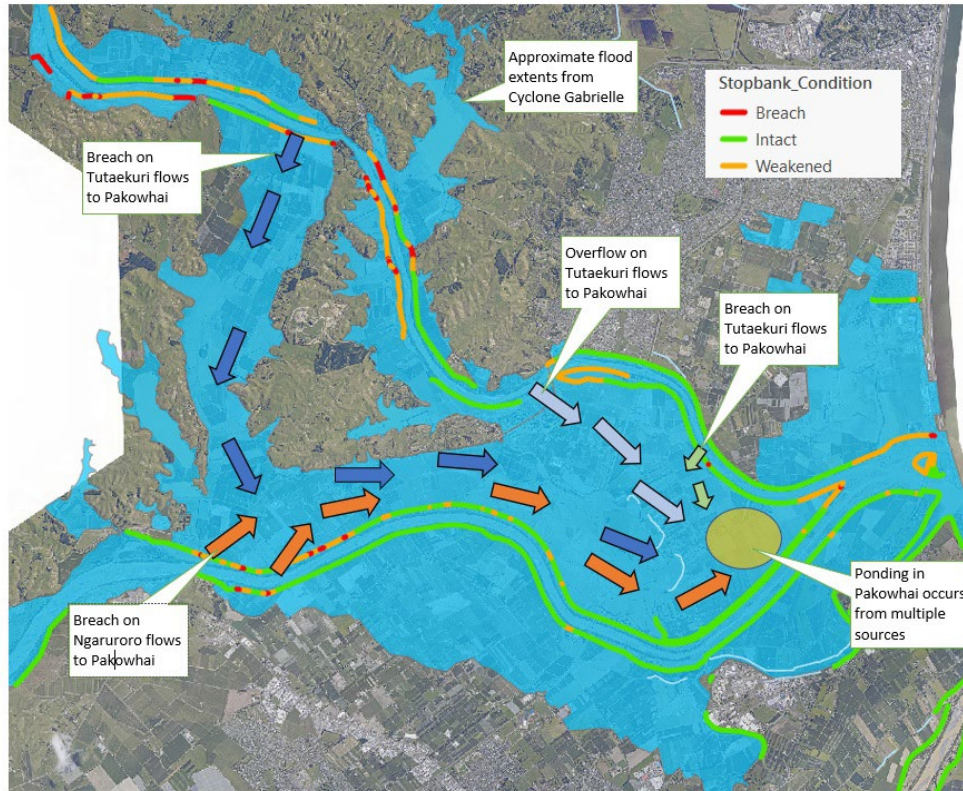 Approximate flood
extents from
Cyclone Gabrielle
Stopbank_Condition
Breach
Intact
Weakened
Breach on
Tutaekuri flows
to Pakowhai
Overflow on
Tutaekuri flows
to Pakowhai
Breach on
Tutaekuri flows
to Pakowhai
Breach on
Ngaruroro flows
to Pakowhai
Ponding in
Pakowhai occurs
from multiple
sources